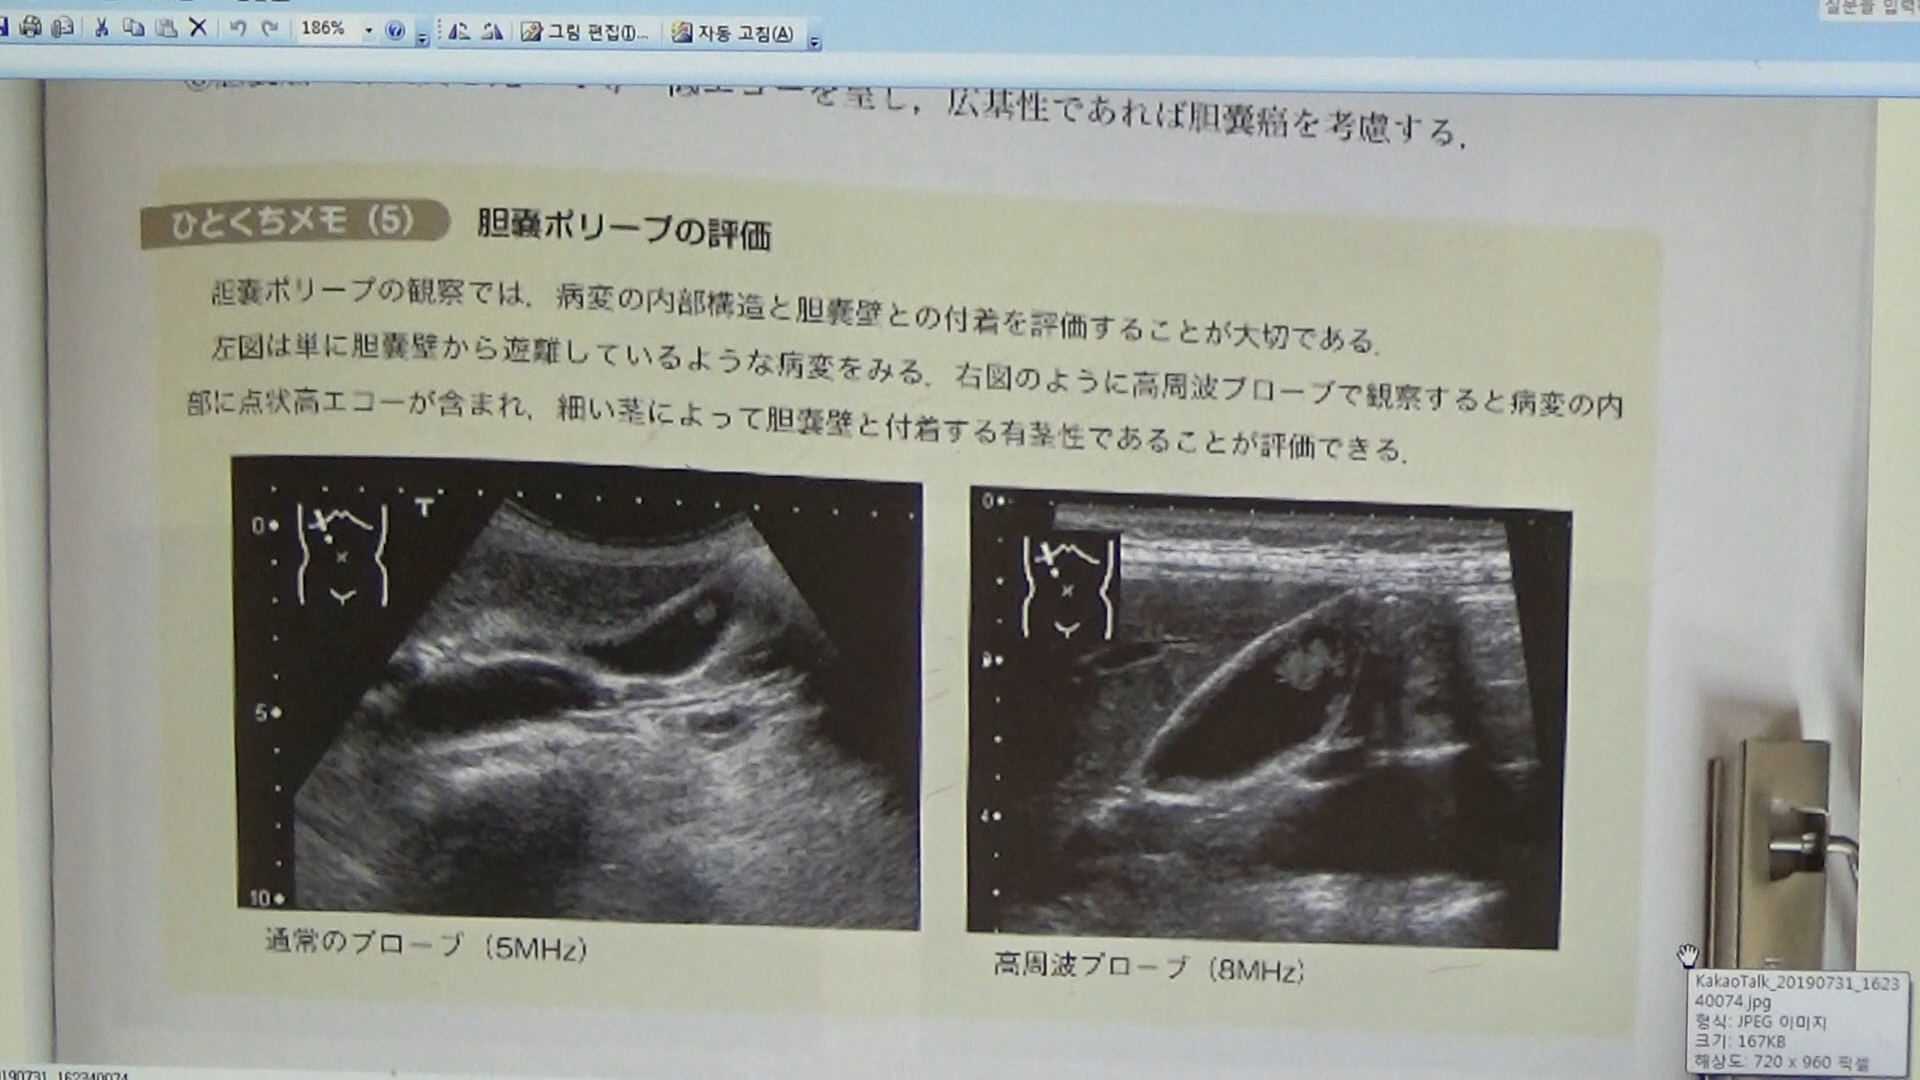 186%
그림 편집(I)...
자동 고침(A)
질문을 입력
低エコーを呈し，広基性であれば胆嚢癌を考慮する．
ひとくちメモ（5） 胆嚢ポリープの評価
胆嚢ポリープの観察では，病変の内部構造と胆嚢壁との付着を評価することが大切である．
左図は単に胆嚢壁から遊離しているような病変をみる．右図のように高周波プローブで観察すると病変の内
部に点状高エコーが含まれ，細い茎によって胆嚢壁と付着する有茎性であることが評価できる．
T
0
5
10
0
4
通常のプローブ（5MHz）
高周波プローブ（8MHz）
KakaoTalk_20190731_1623
40074.jpg
형식: JPEG 이미지
크기: 167KB
해상도: 720 x 960 픽셀
190731_162340074